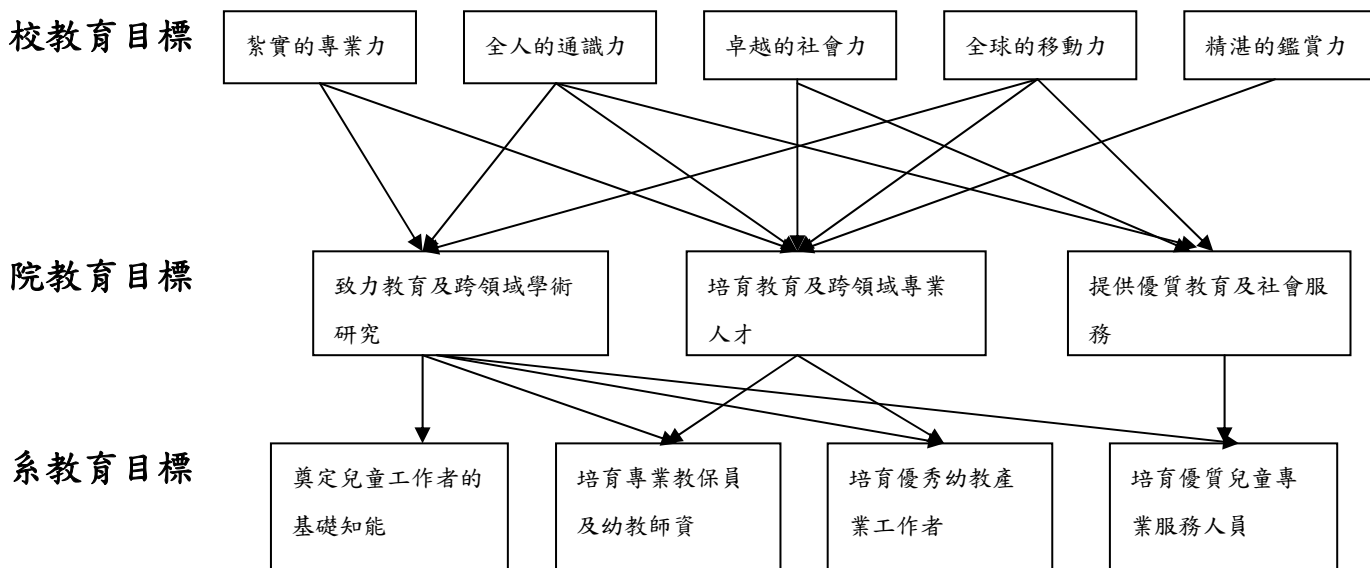 校教育目標
紮實的專業力
全人的通識力
卓越的社會力
全球的移動力
精湛的鑑賞力
院教育目標
致力教育及跨領域學術
研究
培育教育及跨領域專業
人才
提供優質教育及社會服
務
系教育目標
奠定兒童工作者的
基礎知能
培育專業教保員
及幼教師資
培育優秀幼教產
業工作者
培育優質兒童專
業服務人員